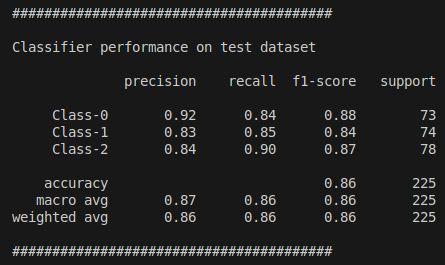 ########################################
Classifier performance on test dataset
precision recall f1-score support
Class-0 0.92 0.84 0.88 73
Class-1 0.83 0.85 0.84 74
Class-2 0.84 0.90 0.87 78
accuracy 0.86 225
macro avg 0.87 0.86 0.86 225
weighted avg 0.86 0.86 0.86 225
########################################